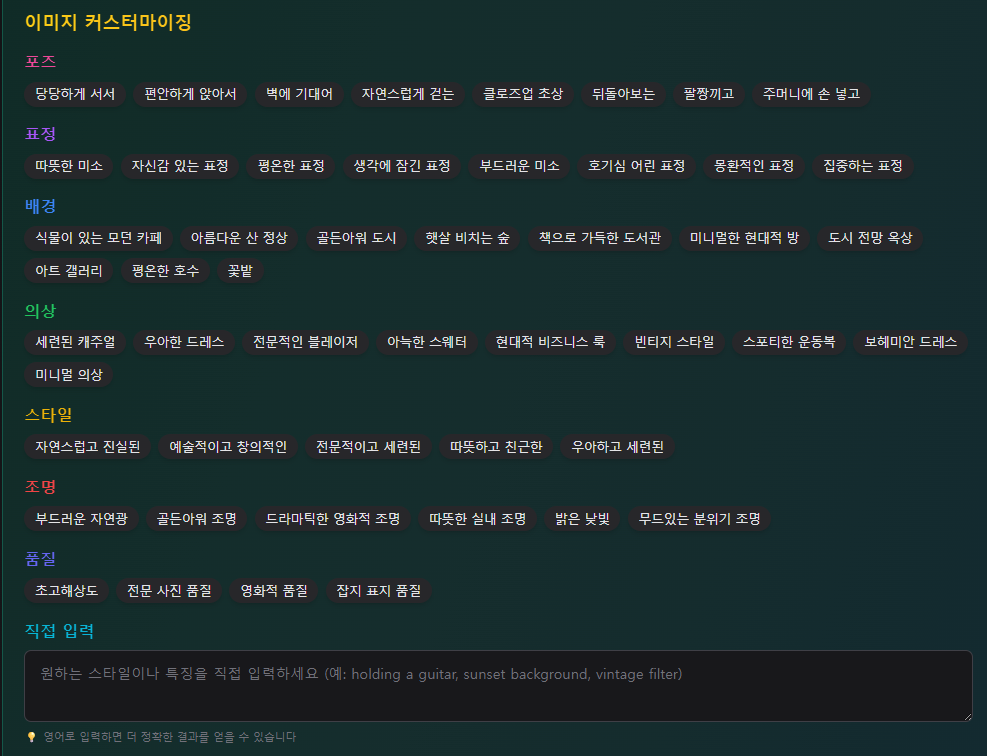 이미지 커스터마이징
포즈
당당하게 서서 편안하게 앉아서 벽에 기대어 자연스럽게 걷는 클로즈업 초상 뒤돌아보는 팔짱끼고 주머니에 손 넣고
표정
따뜻한 미소 자신감 있는 표정 평온한 표정 생각에 잠긴 표정 부드러운 미소 호기심 어린 표정 몽환적인 표정 집중하는 표정
배경
식물이 있는 모던 카페 아름다운 산 정상 골든아워 도시 햇살 비치는 숲 책으로 가득한 도서관 미니멀한 현대적 방 도시 전망 옥상
아트 갤러리 평온한 호수 꽃밭
의상
세련된 캐주얼 우아한 드레스 전문적인 블레이저 아늑한 스웨터 현대적 비즈니스 룩 빈티지 스타일 스포티한 운동복 보헤미안 드레스
미니멀 의상
스타일
자연스럽고 진실된 예술적이고 창의적인 전문적이고 세련된 따뜻하고 친근한 우아하고 세련된
조명
부드러운 자연광 골든아워 조명 드라마틱한 영화적 조명 따뜻한 실내 조명 밝은 낮빛 무드있는 분위기 조명
품질
초고해상도 전문 사진 품질 영화적 품질 잡지 표지 품질
직접 입력
원하는 스타일이나 특징을 직접 입력하세요 (예: holding a guitar, sunset background, vintage filter)
영어로 입력하면 더 정확한 결과를 얻을 수 있습니다